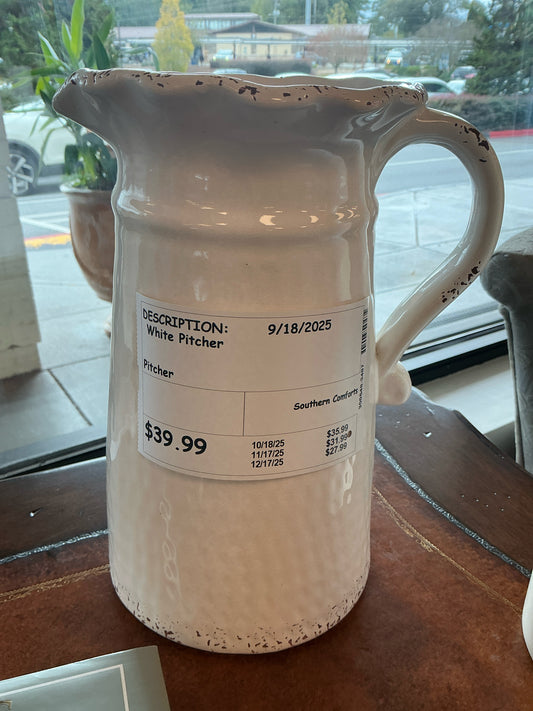 DESCRIPTION: 9/18/2025
White Pitcher
Pitcher
Southern Comforts
$39.99
10/18/25 $35.99
11/17/25 $31.99
12/17/25 $27.99